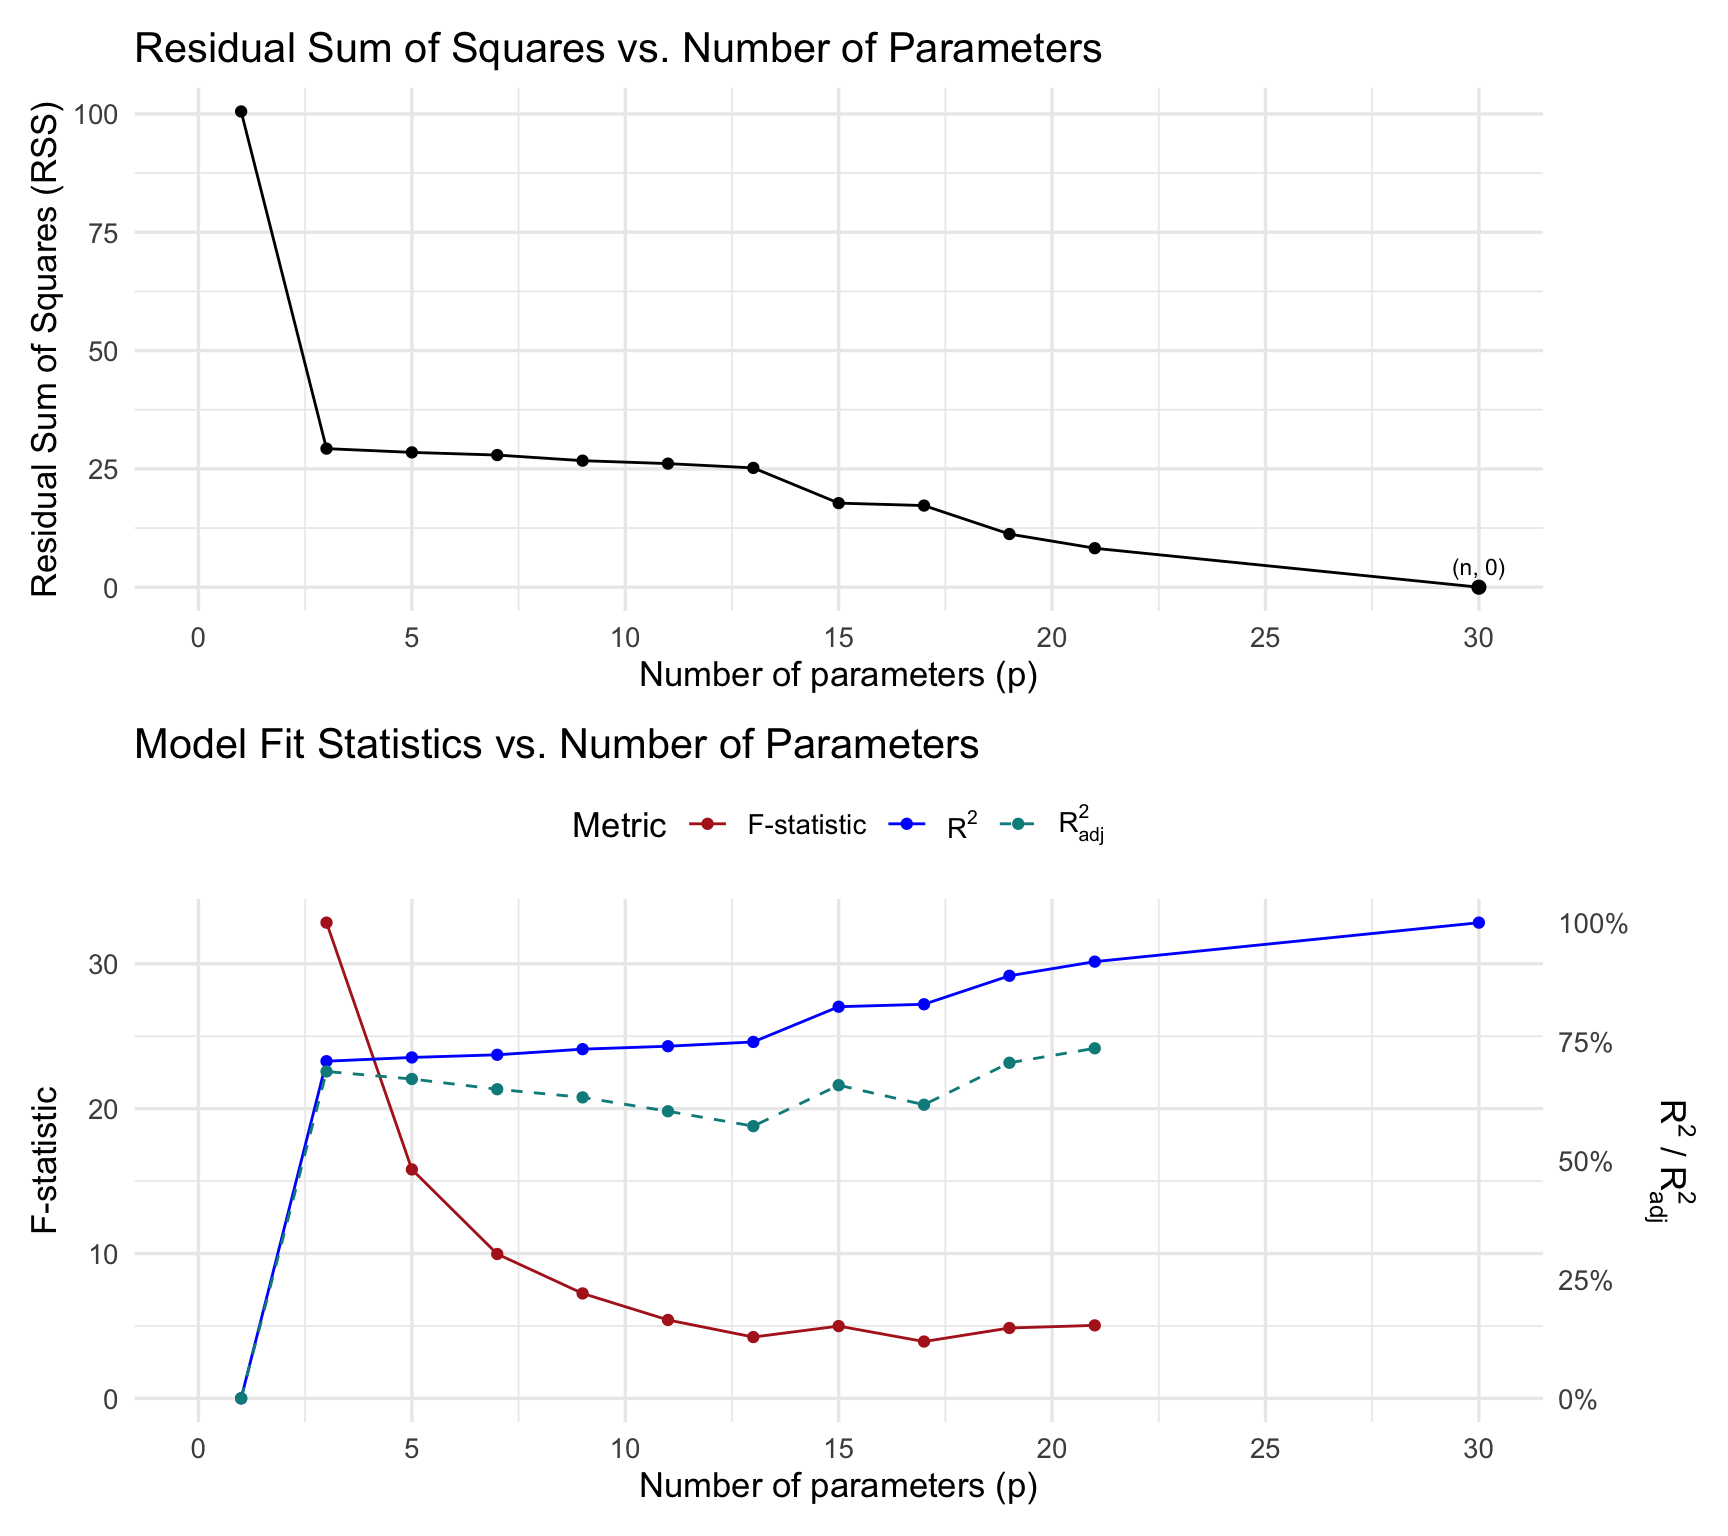 Residual Sum of Squares vs. Number of Parameters
Residual Sum of Squares (RSS)
100
75
50
25
0
(n, 0)
0 5 10 15 20 25 30
Number of parameters (p)
Model Fit Statistics vs. Number of Parameters
Metric F-statistic R² R²adj
F-statistic
30
20
10
0
100%
75%
50%
25%
0%
R² / R²adj
0 5 10 15 20 25 30
Number of parameters (p)